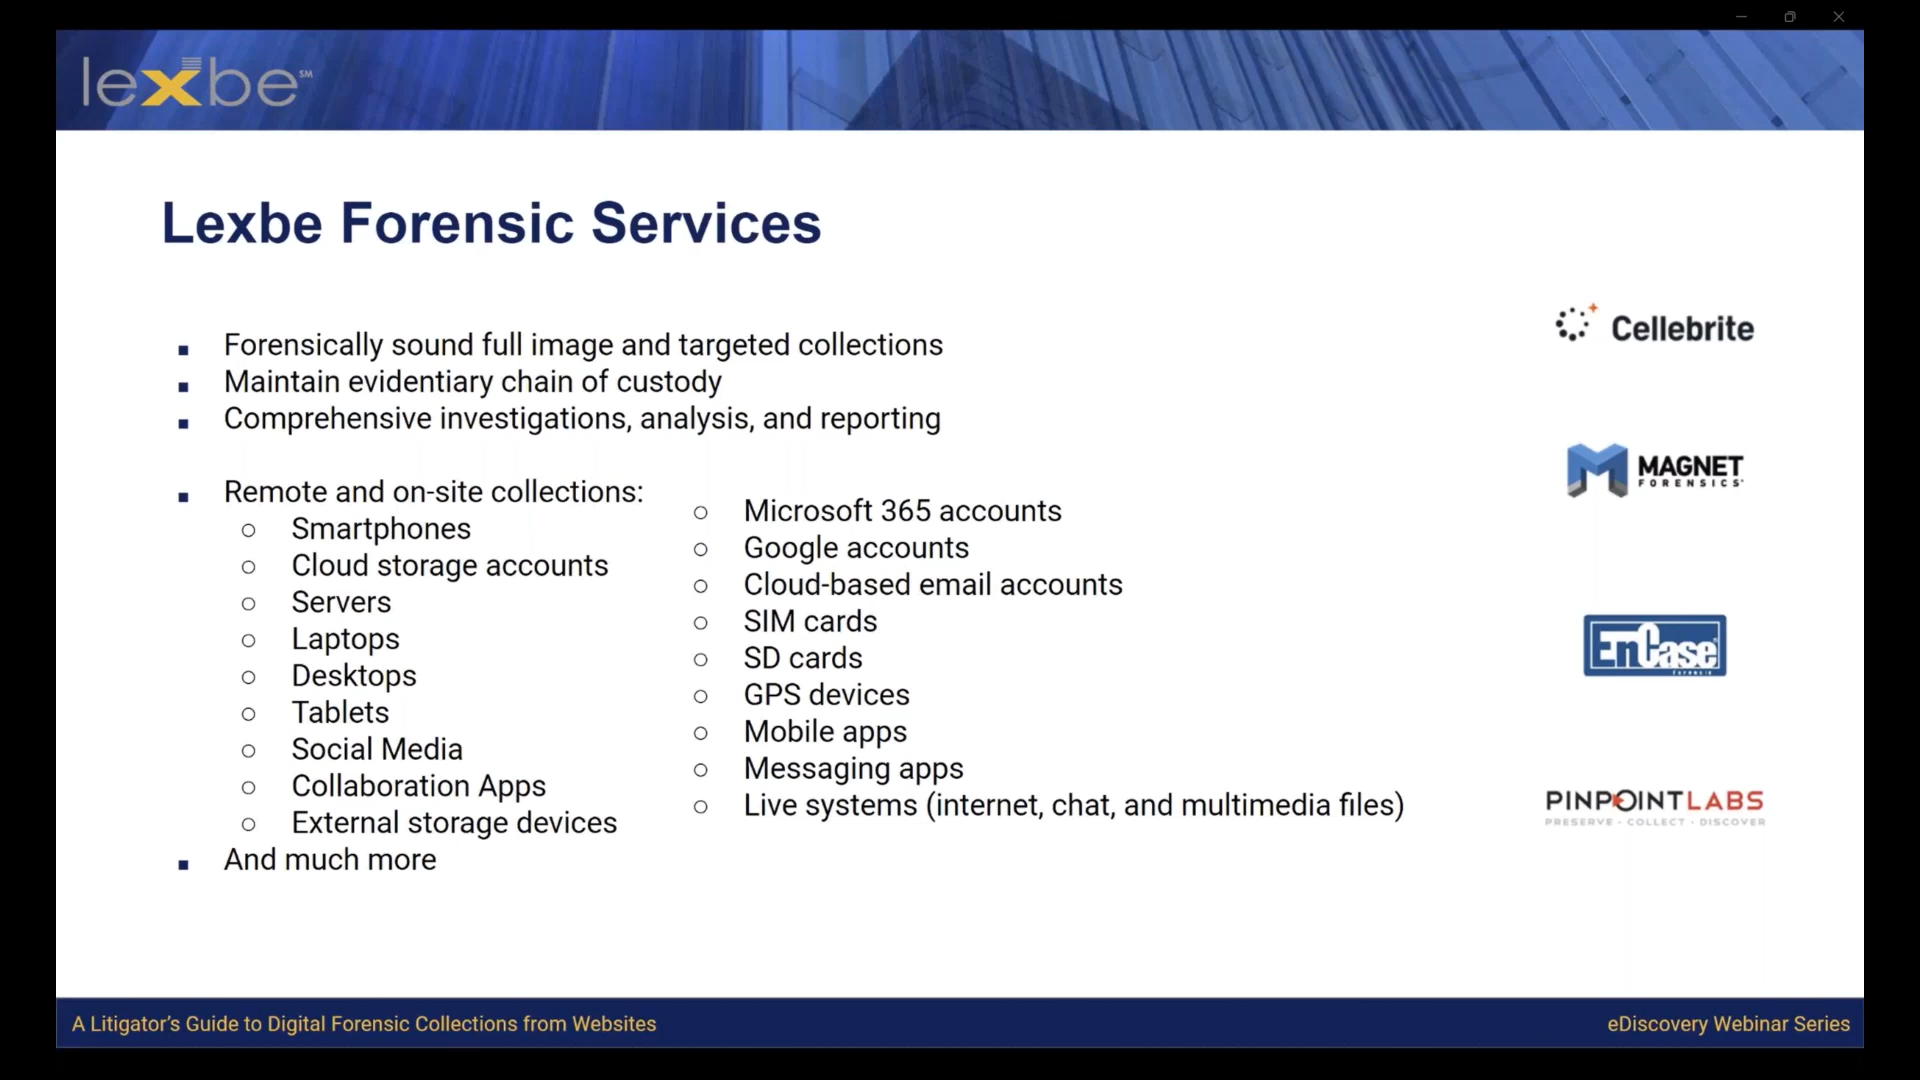 lexbe SM
Lexbe Forensic Services
Forensically sound full image and targeted collections
Maintain evidentiary chain of custody
Comprehensive investigations, analysis, and reporting
Remote and on-site collections:
Smartphones
Cloud storage accounts
Servers
Laptops
Desktops
Tablets
Social Media
Collaboration Apps
External storage devices
And much more
Microsoft 365 accounts
Google accounts
Cloud-based email accounts
SIM cards
SD cards
GPS devices
Mobile apps
Messaging apps
Live systems (internet, chat, and multimedia files)
Cellebrite
MAGNET
FORENSICS
EnCase
Forensic
PINPOINTLABS
PRESERVE - COLLECT - DISCOVER
A Litigator’s Guide to Digital Forensic Collections from Websites
eDiscovery Webinar Series